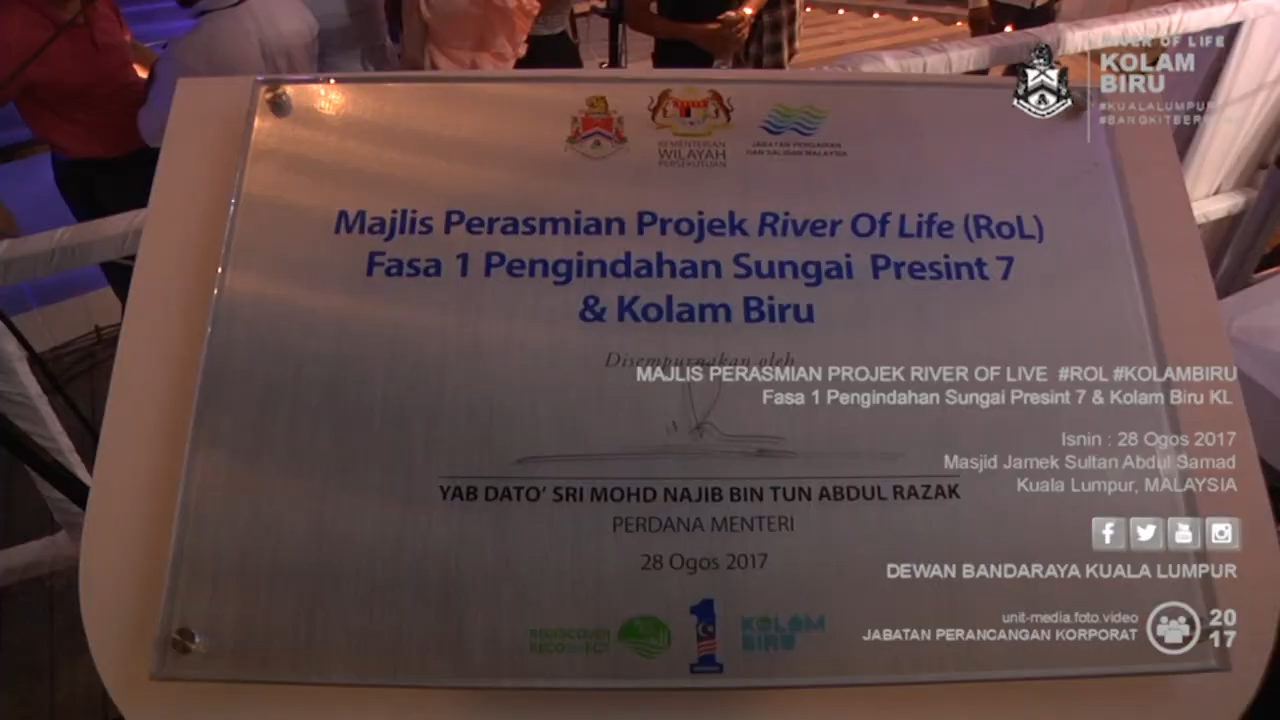 RIVER OF LIFE
KOLAM
BIRU
#KUALALUMPUR
KEMENTERIAN
WILAYAH
PERSEKUTUAN
JABATAN PENGAIRAN
DAN SALIRAN MALAYSIA
Majlis Perasmian Projek River Of Life (RoL)
Fasa 1 Pengindahan Sungai Presint 7
& Kolam Biru
Disempurnakan oleh
YAB DATO' SRI MOHD NAJIB BIN TUN ABDUL RAZAK
PERDANA MENTERI
28 Ogos 2017
KOLAM
BIRU
MAJLIS PERASMIAN PROJEK RIVER OF LIVE #ROL #KOLAMBIRU
Fasa 1 Pengindahan Sungai Presint 7 & Kolam Biru KL
Isnin : 28 Ogos 2017
Masjid Jamek Sultan Abdul Samad
Kuala Lumpur, MALAYSIA
DEWAN BANDARAYA KUALA LUMPUR
unit-media.foto.video
JABATAN PERANCANGAN KORPORAT
20
17